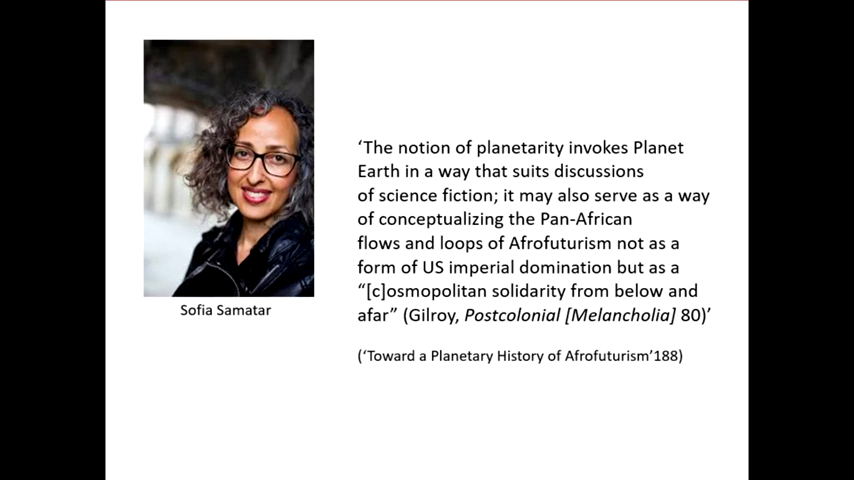 Sofia Samatar
‘The notion of planetarity invokes Planet
Earth in a way that suits discussions
of science fiction; it may also serve as a way
of conceptualizing the Pan-African
flows and loops of Afrofuturism not as a
form of US imperial domination but as a
“[c]osmopolitan solidarity from below and
afar” (Gilroy, Postcolonial [Melancholia] 80)’
(‘Toward a Planetary History of Afrofuturism’188)